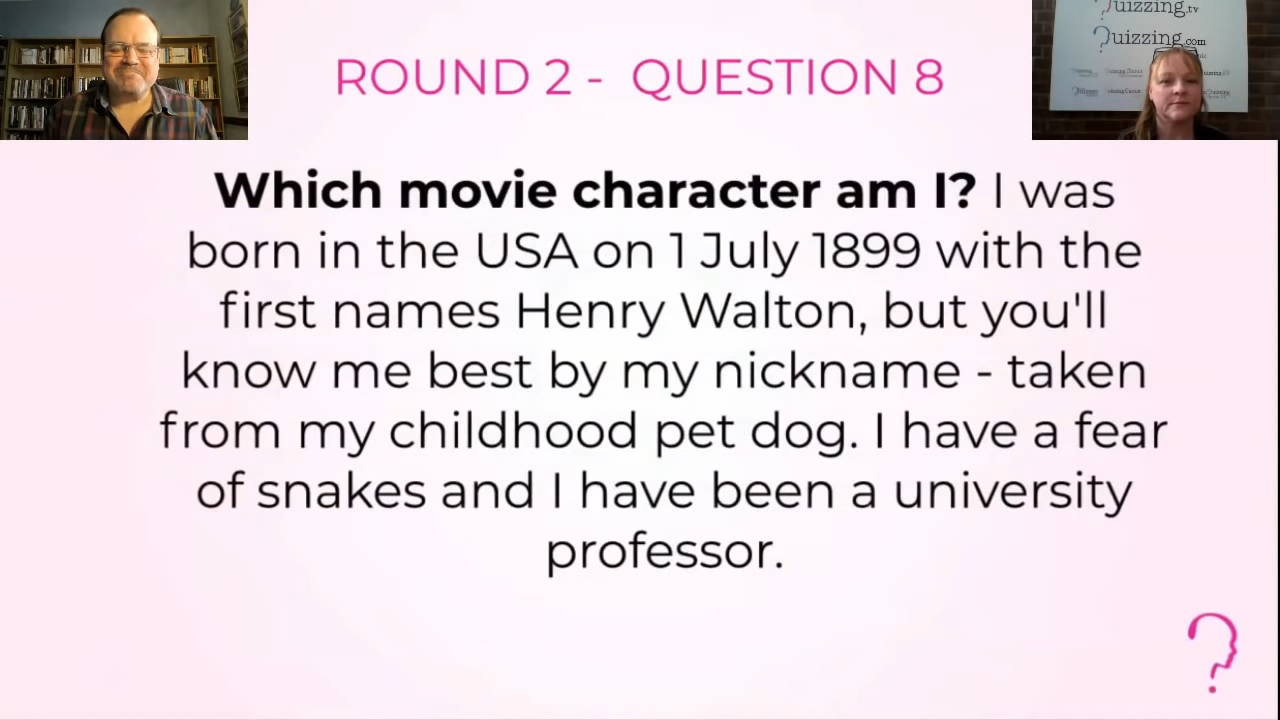 ROUND 2 - QUESTION 8
uizzing.tv
uizzing.com
Which movie character am I? I was
born in the USA on 1 July 1899 with the
first names Henry Walton, but you'll
know me best by my nickname - taken
from my childhood pet dog. I have a fear
of snakes and I have been a university
professor.